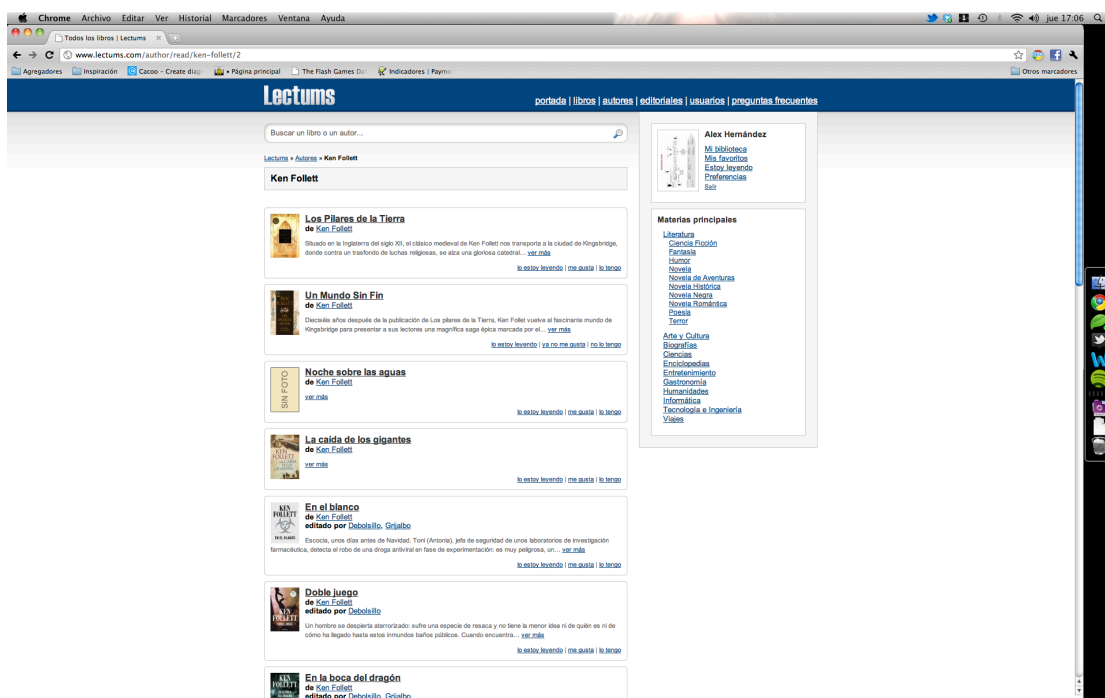 Chrome Archivo Editar Ver Historial Marcadores Ventana Ayuda
jue 17:06
Todos los libros | Lectums
www.lectums.com/author/read/ken-follett/2
Agregadores Inspiración Cacoo - Create diag Página principal The Flash Games Da Indicadores | Paymo
Otros marcadores
Lectums
portada | libros | autores | editoriales | usuarios | preguntas frecuentes
Buscar un libro o un autor...
Lectums » Autores » Ken Follett
Ken Follett
Los Pilares de la Tierra
de Ken Follett
Situado en la Inglaterra del siglo XII, el clásico medieval de Ken Follett nos transporta a la ciudad de Kingsbridge,
donde contra un trasfondo de luchas religiosas, se alza una gloriosa catedral... ver más
lo estoy leyendo | me gusta | lo tengo
Un Mundo Sin Fin
de Ken Follett
Dieciséis años después de la publicación de Los pilares de la Tierra, Ken Follet vuelve al fascinante mundo de
Kingsbridge para presentar a sus lectores una magnífica saga épica marcada por el... ver más
lo estoy leyendo | ya no me gusta | no lo tengo
SIN FOTO
Noche sobre las aguas
de Ken Follett
ver más
lo estoy leyendo | me gusta | lo tengo
KEN
FOLLETT
La caída de los gigantes
de Ken Follett
ver más
lo estoy leyendo | me gusta | lo tengo
KEN
FOLLETT
EN EL BLANCO
En el blanco
de Ken Follett
editado por Debolsillo, Grijalbo
Escocia, unos días antes de Navidad. Toni (Antonia), jefa de seguridad de unos laboratorios de investigación
farmacéutica, detecta el robo de una droga antiviral en fase de experimentación: es muy peligrosa, un... ver más
lo estoy leyendo | me gusta | lo tengo
KEN
FOLLETT
Doble juego
de Ken Follett
editado por Debolsillo
Un hombre se despierta aterrorizado: sufre una especie de resaca y no tiene la menor idea ni de quién es ni de
cómo ha llegado hasta estos inmundos baños públicos. Cuando encuentra... ver más
lo estoy leyendo | me gusta | lo tengo
KEN
FOLLETT
En la boca del dragón
de Ken Follett
editado por Debolsillo, Grijalbo
Alex Hernández
Mi biblioteca
Mis favoritos
Estoy leyendo
Preferencias
Salir
Materias principales
Literatura
Ciencia Ficción
Fantasía
Humor
Novela
Novela de Aventuras
Novela Histórica
Novela Negra
Novela Romántica
Poesía
Terror
Arte y Cultura
Biografías
Ciencias
Enciclopedias
Entretenimiento
Gastronomía
Humanidades
Informática
Tecnología e Ingeniería
Viajes